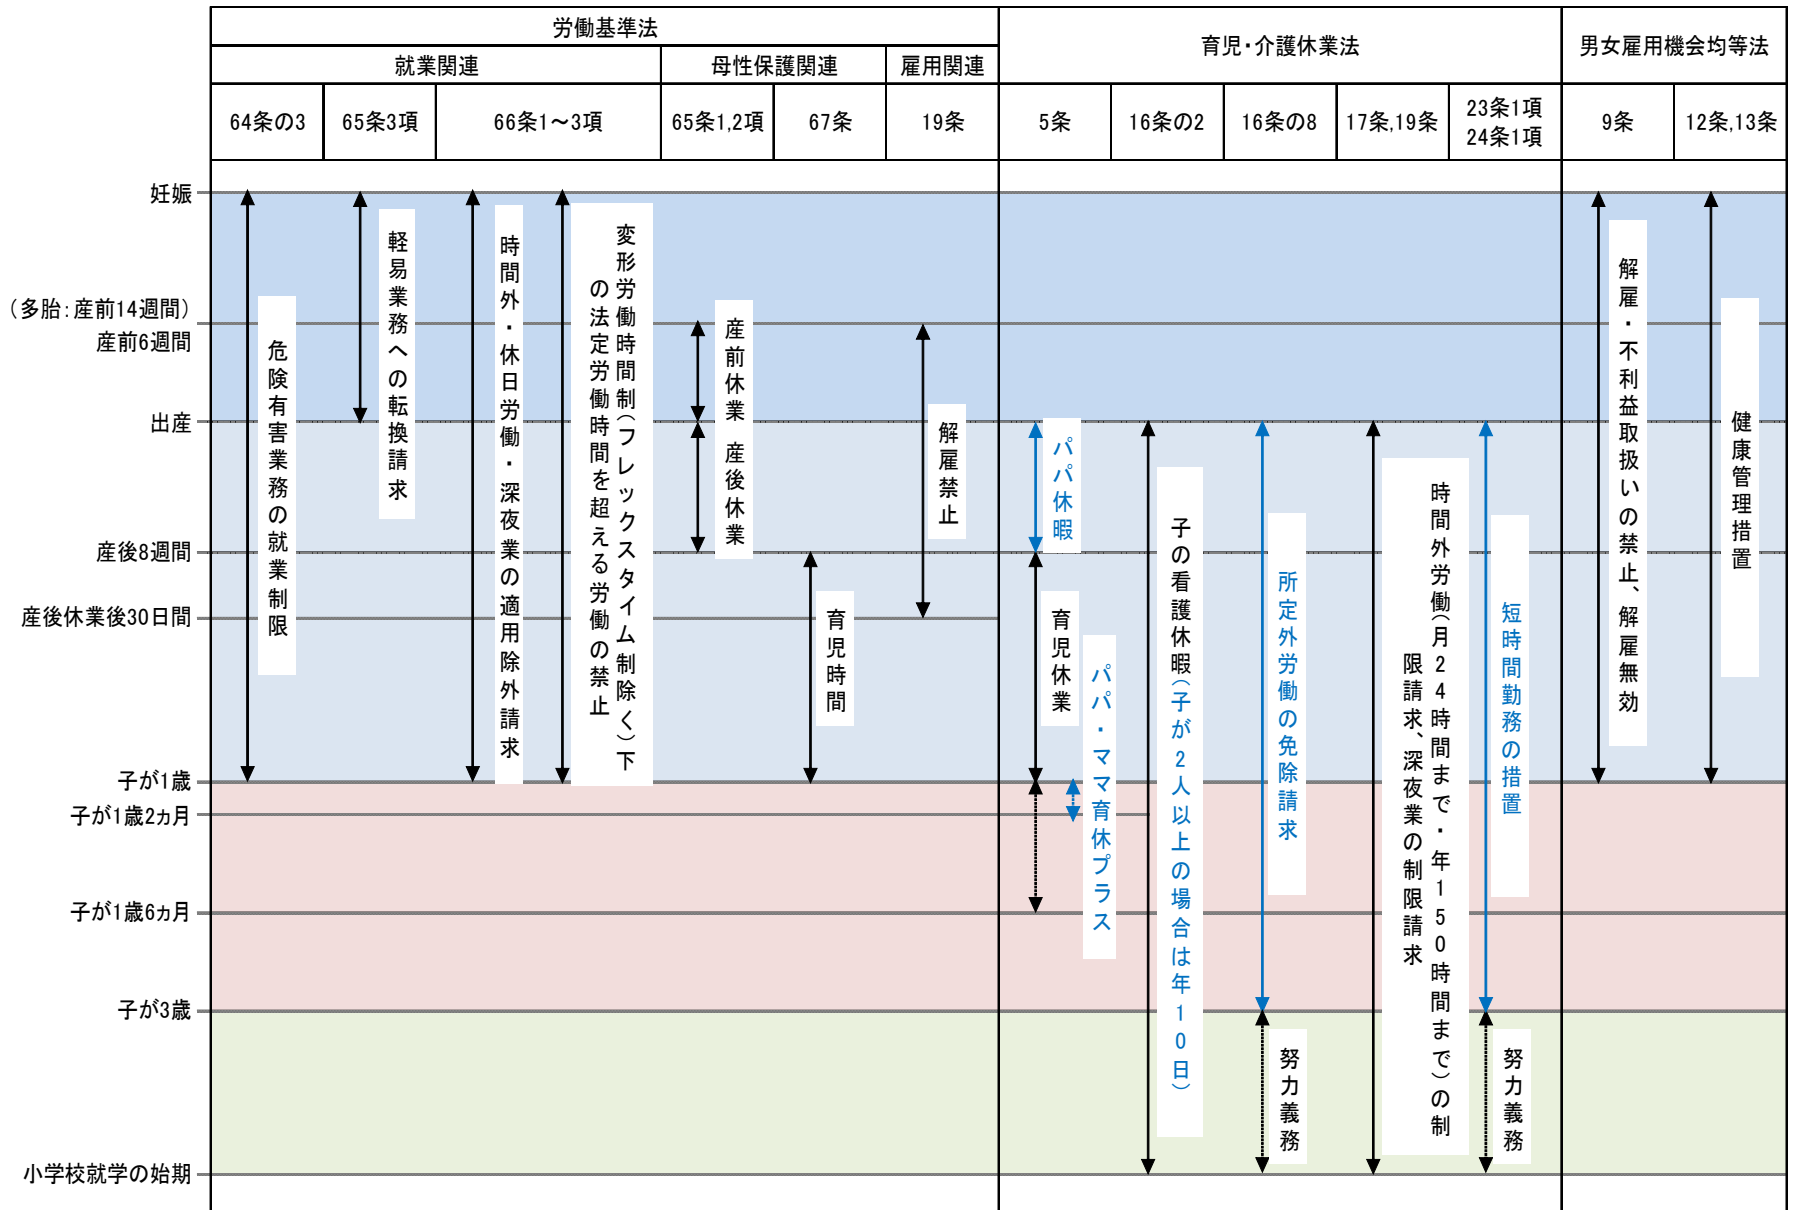 労働基準法
育児・介護休業法
男女雇用機会均等法
就業関連
母性保護関連
雇用関連
64条の3
65条3項
66条1～3項
65条1,2項
67条
19条
5条
16条の2
16条の8
17条,19条
23条1項
24条1項
9条
12条,13条
妊娠
（多胎：産前14週間）
産前6週間
出産
産後8週間
産後休業後30日間
子が1歳
子が1歳2ヵ月
子が1歳6ヵ月
子が3歳
小学校就学の始期
危険有害業務の就業制限
軽易業務への転換請求
時間外・休日労働・深夜業の適用除外請求
変形労働時間制（フレックスタイム制除く）下
の法定労働時間を超える労働の禁止
産前休業
産後休業
育児時間
解雇禁止
パパ休暇
育児休業
パパ・ママ育休プラス
子の看護休暇（子が2人以上の場合は年10日）
所定外労働の免除請求
努力義務
時間外労働（月24時間まで・年150時間まで）の制
限請求、深夜業の制限請求
短時間勤務の措置
努力義務
解雇・不利益取扱いの禁止、解雇無効
健康管理措置